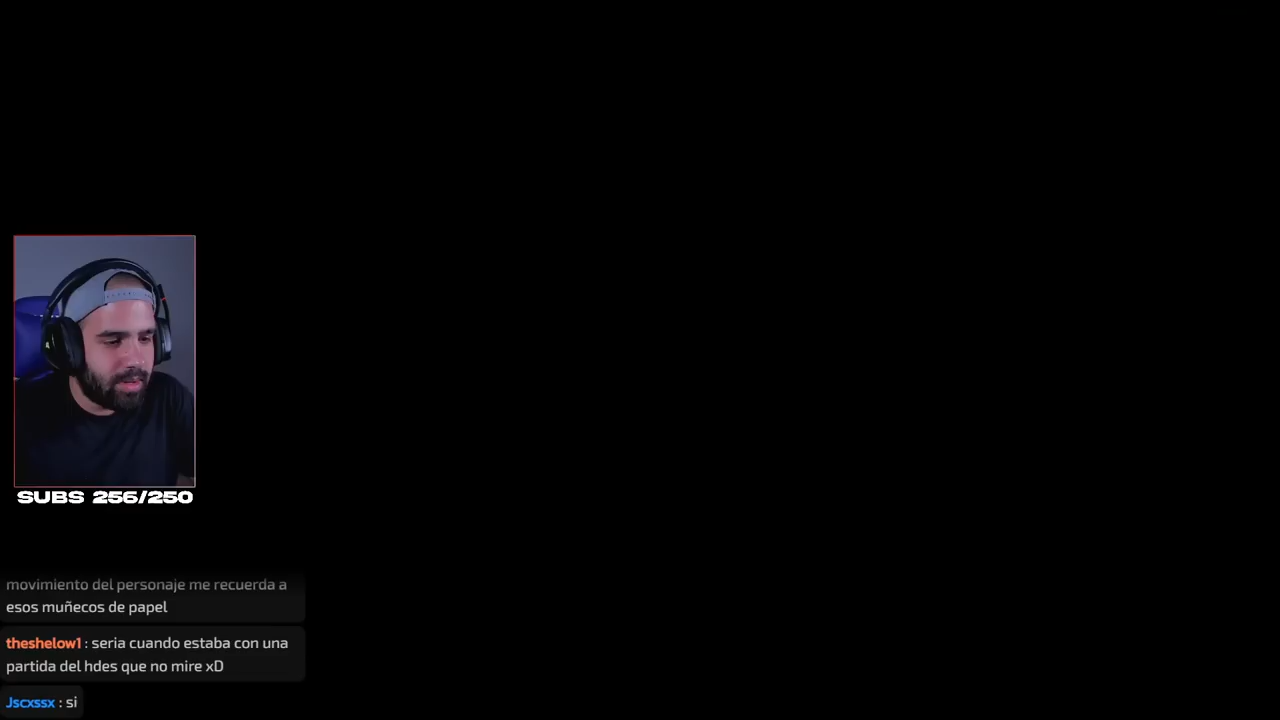 SUBS 256/250
movimiento del personaje me recuerda a
esos muñecos de papel
theshelow1 : seria cuando estaba con una
partida del hdes que no mire xD
Jscxssx : si